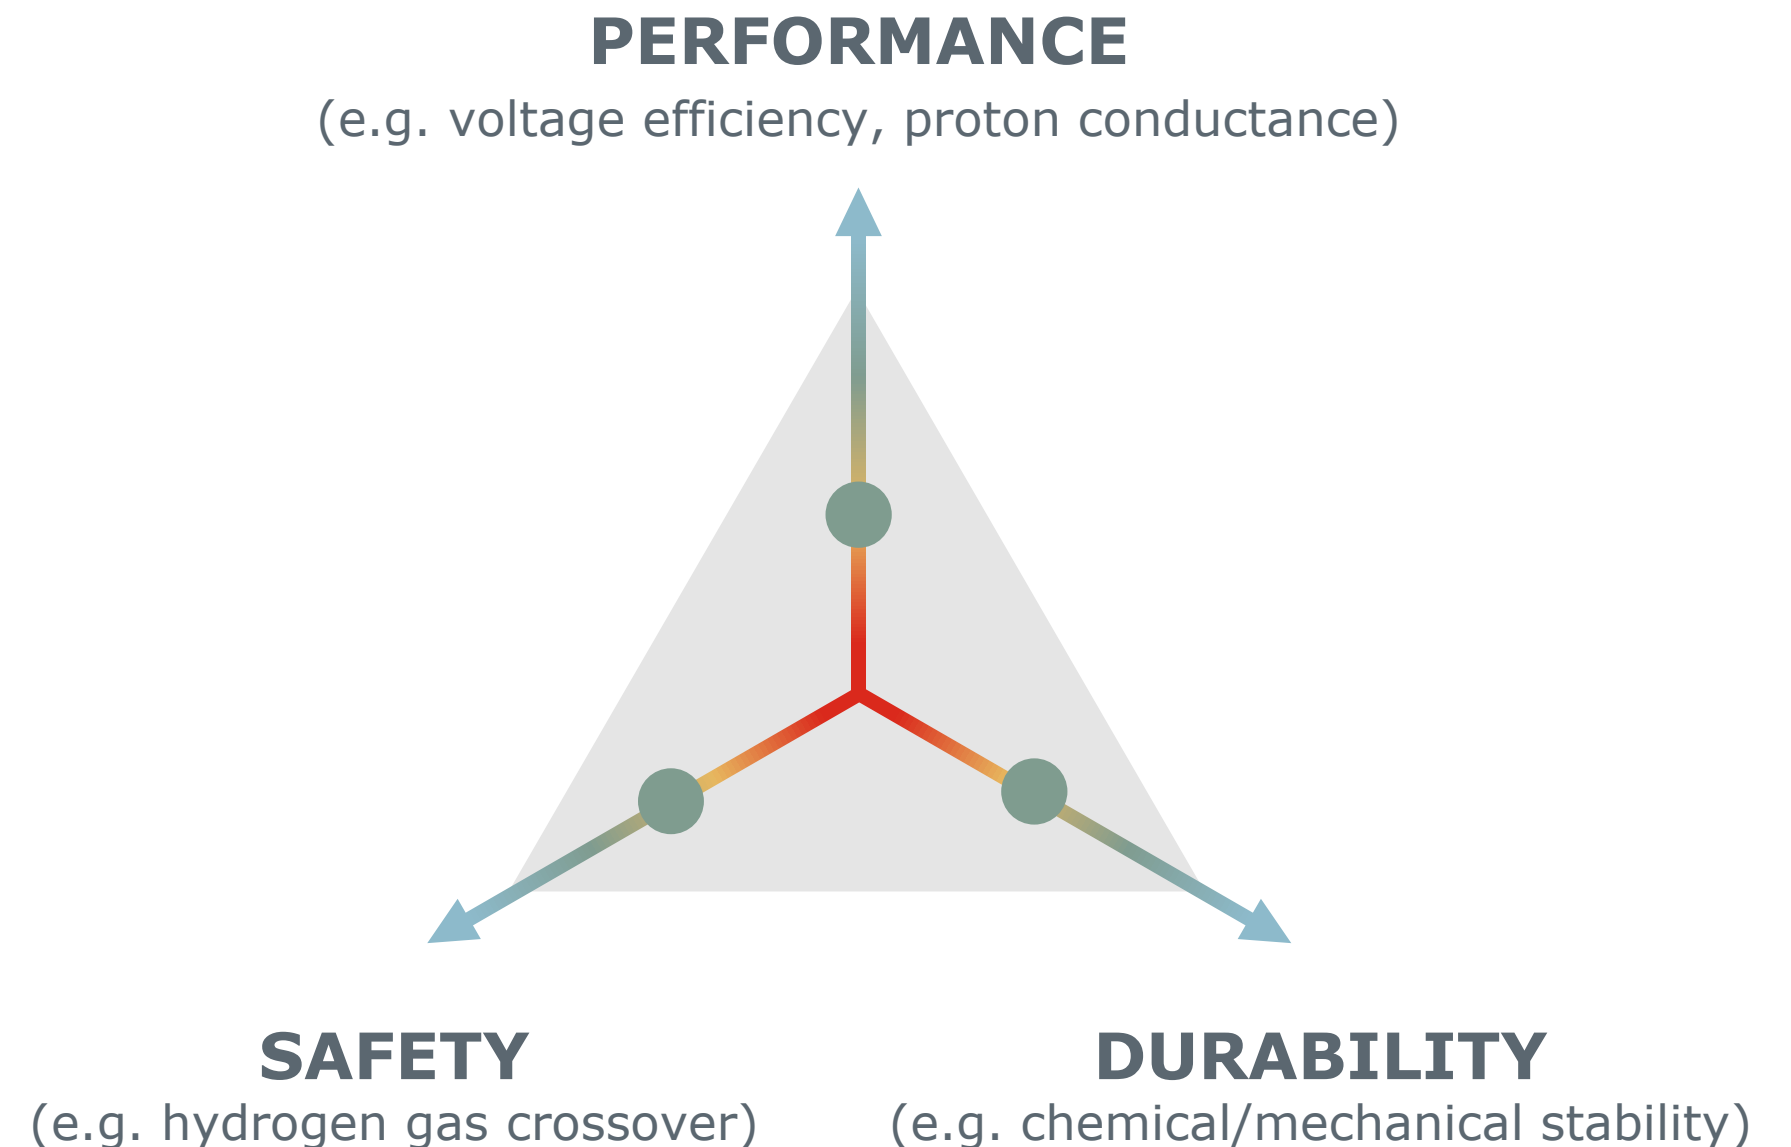 PERFORMANCE
(e.g. voltage efficiency, proton conductance)
SAFETY
(e.g. hydrogen gas crossover)
DURABILITY
(e.g. chemical/mechanical stability)